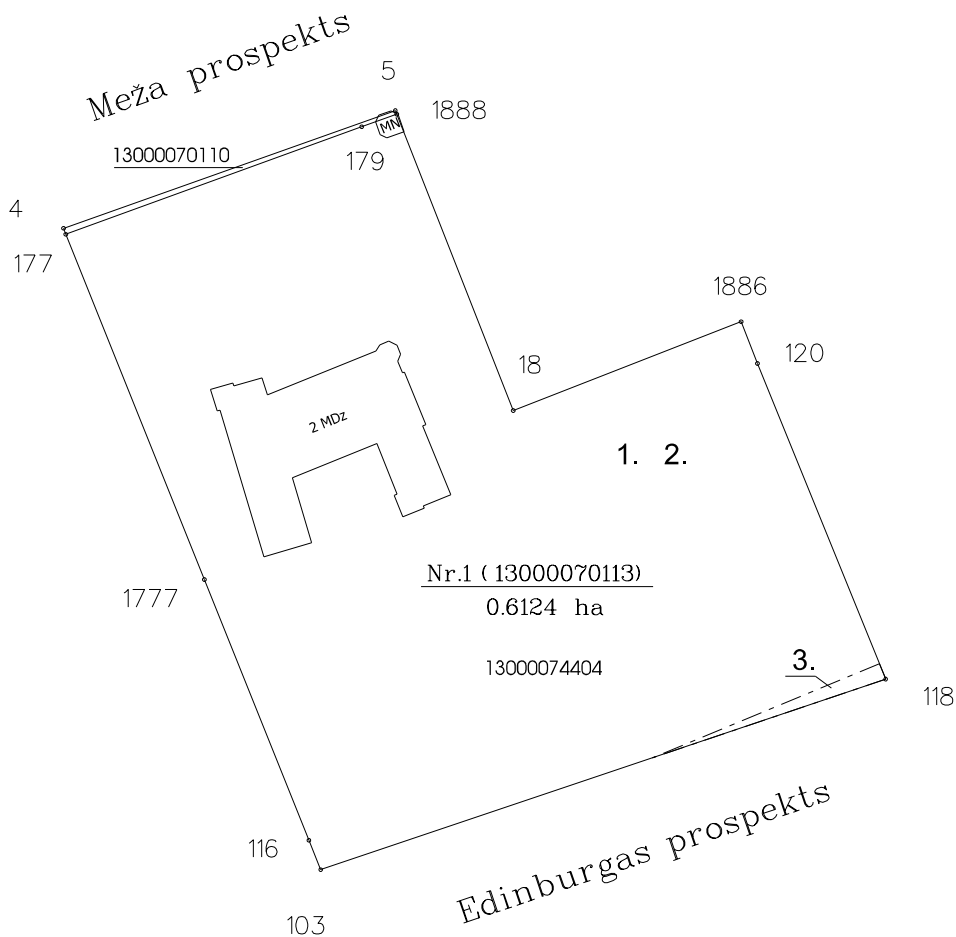 Meža prospekts
5
1888
MN
13000070110
179
4
177
1886
120
18
2 MDz
1. 2.
Nr.1 ( 13000070113)
0.6124 ha
1777
13000074404
3.
118
Edinburgas prospekts
116
103